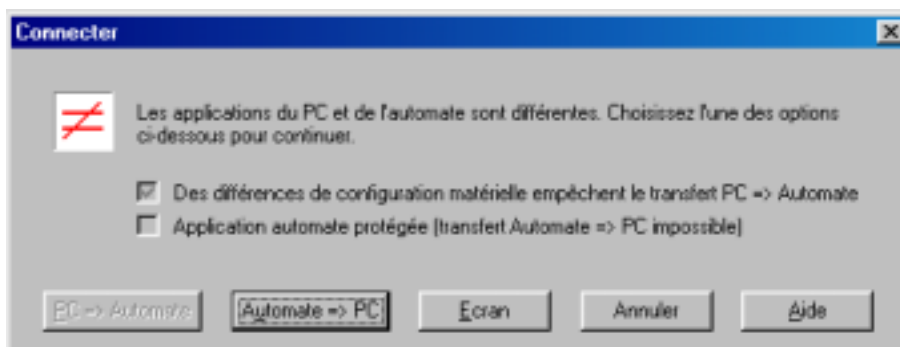 Connecter
Les applications du PC et de l'automate sont différentes. Choisissez l'une des options
ci-dessous pour continuer.
Des différences de configuration matérielle empêchent le transfert PC => Automate
Application automate protégée (transfert Automate => PC impossible)
PC => Automate Automate => PC Ecran Annuler Aide